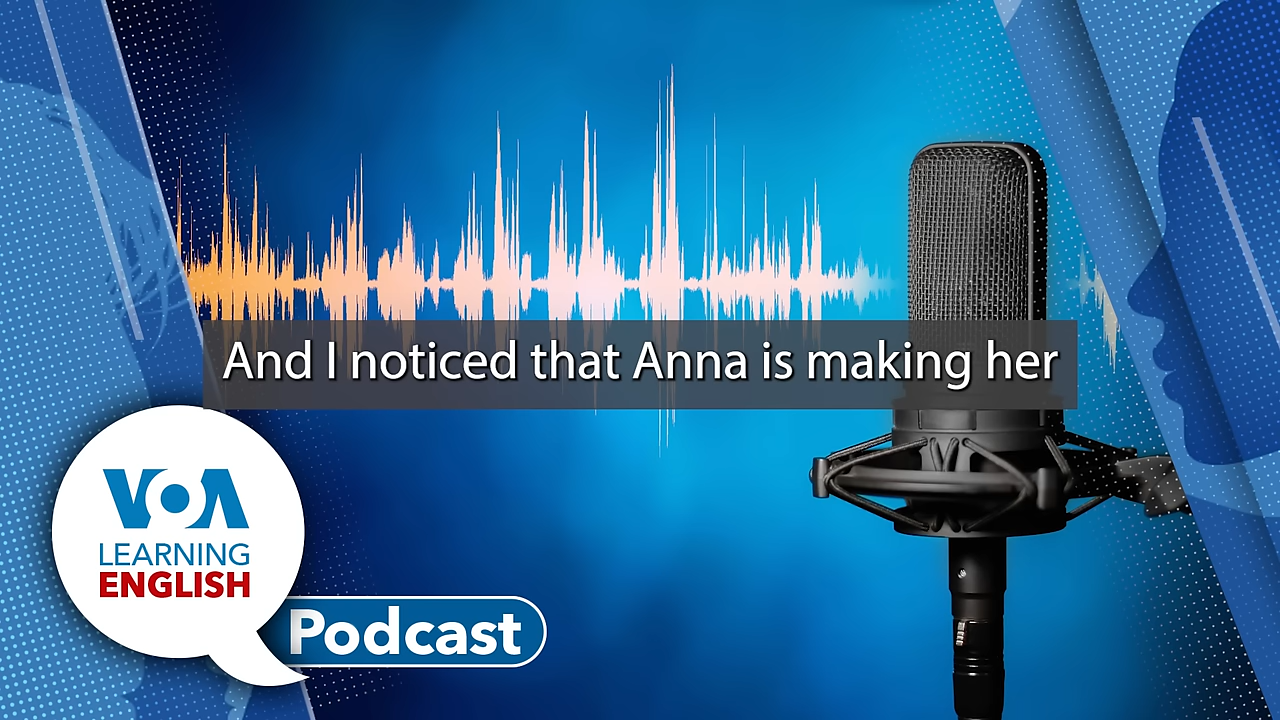 And I noticed that Anna is making her
VOA
LEARNING
ENGLISH
Podcast